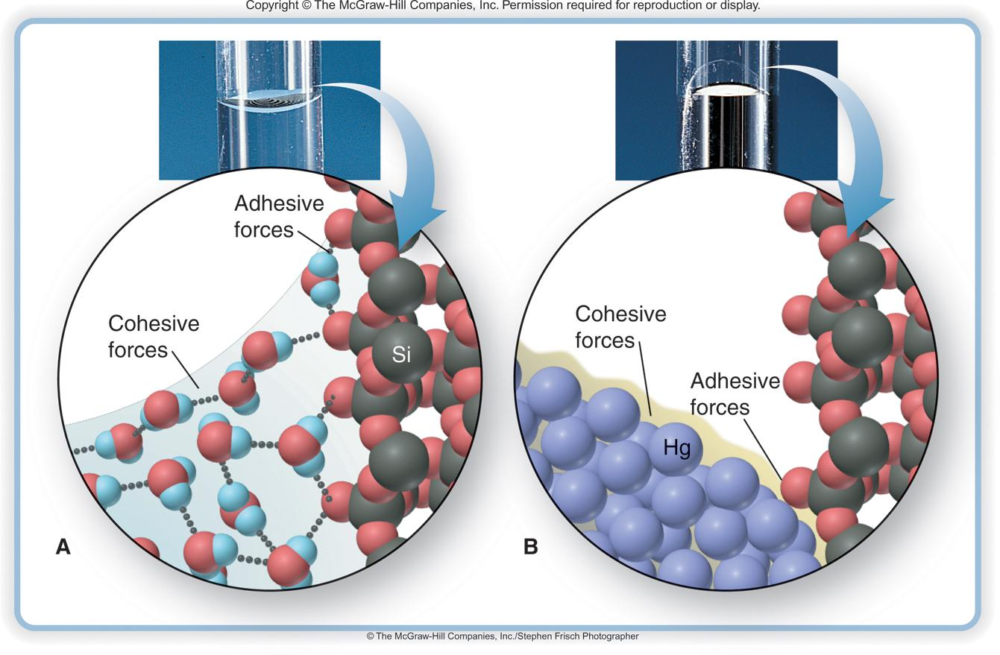 Copyright © The McGraw-Hill Companies, Inc. Permission required for reproduction or display.
Adhesive
forces
Cohesive
forces
Si
A
Cohesive
forces
Adhesive
forces
Hg
B
© The McGraw-Hill Companies, Inc./Stephen Frisch Photographer